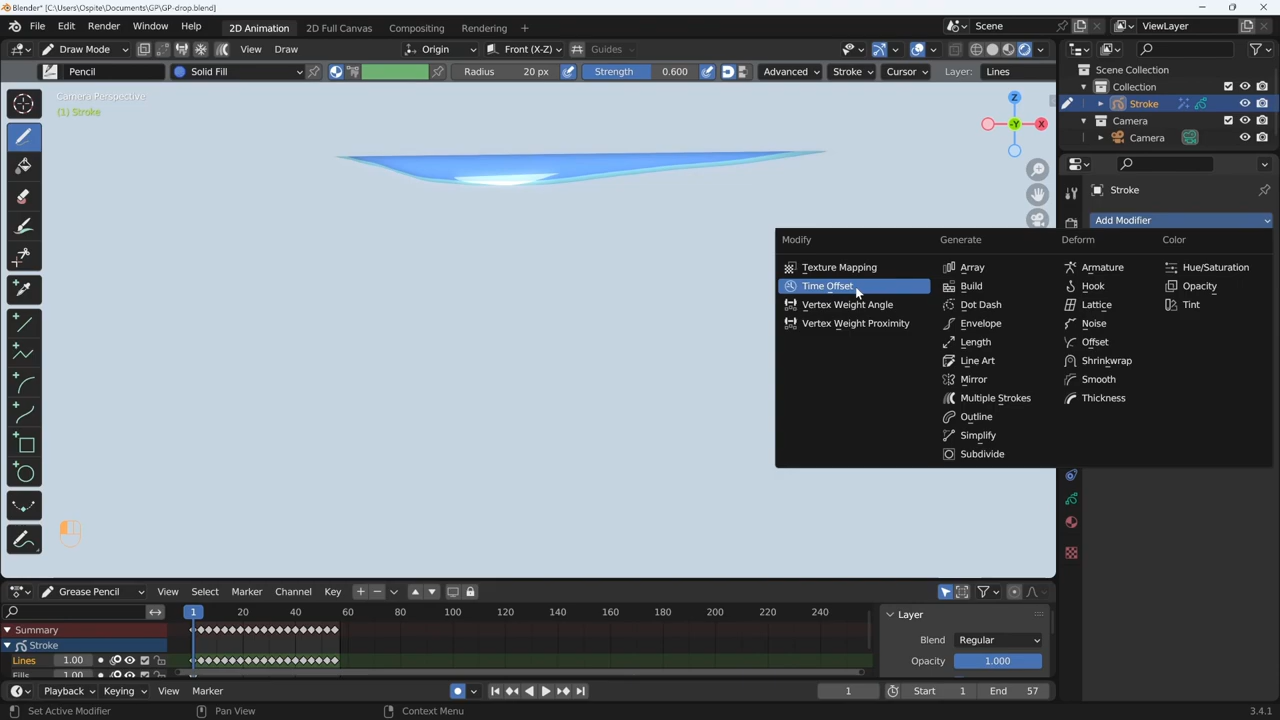 Blender* [C:\Users\Ospite\Documents\GP\GP-drop.blend]
File Edit Render Window Help 2D Animation 2D Full Canvas Compositing Rendering + Scene ViewLayer
Draw Mode View Draw Origin Front (X-Z) Guides
Pencil Solid Fill Radius 20 px Strength 0.600 Advanced Stroke Cursor Layer: Lines
Camera Perspective
(1) Stroke
Z
-Y
X
Scene Collection
Collection
Stroke
Camera
Camera
Stroke
Add Modifier
Modify Generate Deform Color
Texture Mapping Array Armature Hue/Saturation
Time Offset Build Hook Opacity
Vertex Weight Angle Dot Dash Lattice Tint
Vertex Weight Proximity Envelope Noise
Length Offset
Line Art Shrinkwrap
Mirror Smooth
Multiple Strokes Thickness
Outline
Simplify
Subdivide
Grease Pencil View Select Marker Channel Key
1 20 40 60 80 100 120 140 160 180 200 220 240
Summary
Stroke
Lines 1.00
Fills 1.00
Layer
Blend Regular
Opacity 1.000
Playback Keying View Marker 1 Start 1 End 57
Set Active Modifier Pan View Context Menu 3.4.1